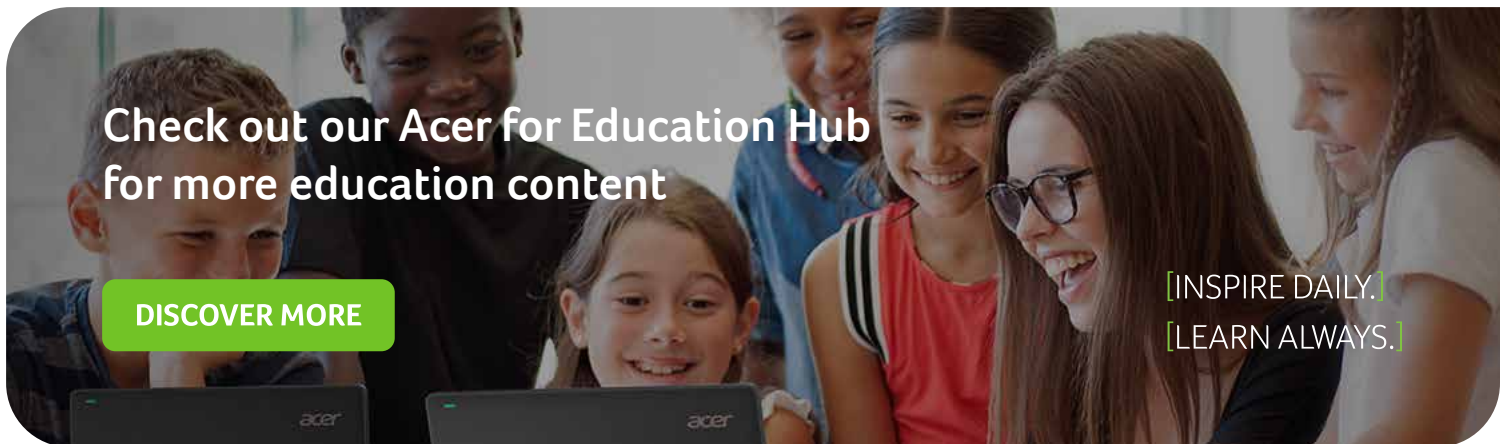 Check out our Acer for Education Hub
for more education content
DISCOVER MORE
[INSPIRE DAILY.]
[LEARN ALWAYS.]
acer
acer